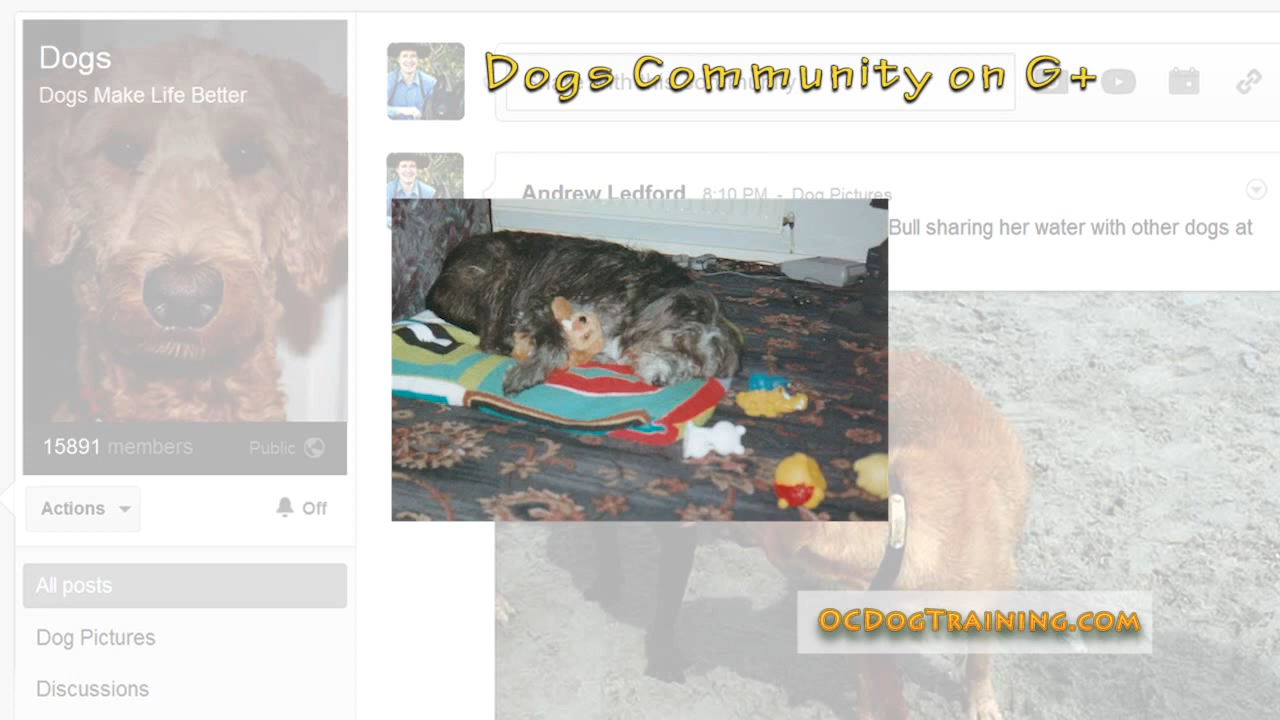 Dogs
Dogs Make Life Better
15891 members
Public
Actions
Off
All posts
Dog Pictures
Discussions
Dogs Community on G+
Andrew Ledford 8:10 PM - Dog Pictures
Bull sharing her water with other dogs at
OCDogTraining.com